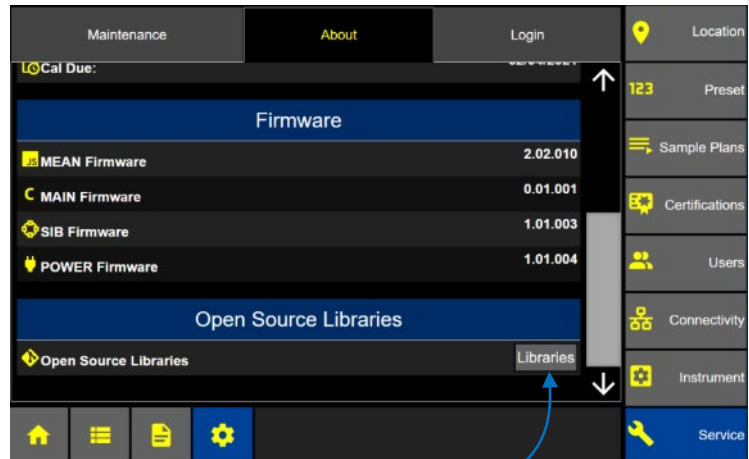 Maintenance
About
Login
Location
Cal Due:
123 Preset
Firmware
JS MEAN Firmware 2.02.010
Sample Plans
C MAIN Firmware 0.01.001
Certifications
SIB Firmware 1.01.003
POWER Firmware 1.01.004
Users
Open Source Libraries
Connectivity
Open Source Libraries Libraries
Instrument
Service